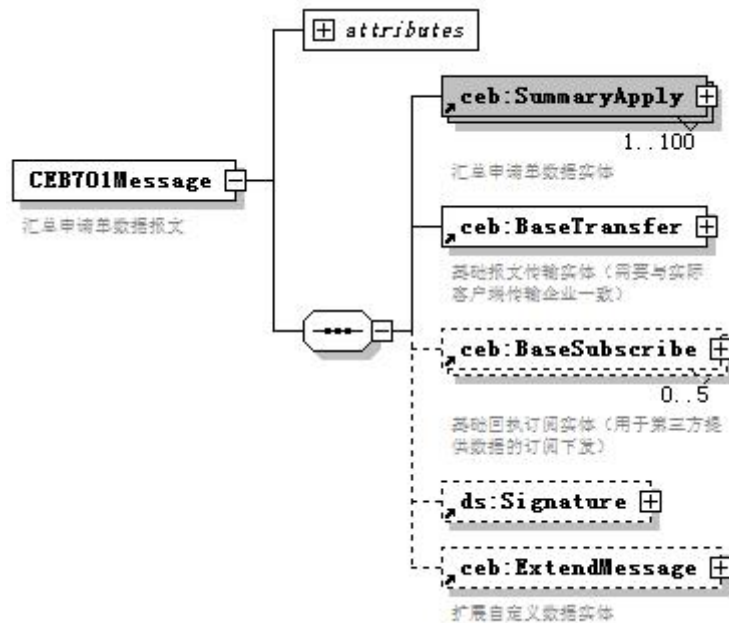 attributes
ceb:SummaryApply
1..100
汇单申请单数据实体
CEB701Message
汇单申请单数据报文
ceb:BaseTransfer
基础报文传输实体（需要与实际
客户端传输企业一致）
ceb:BaseSubscribe
0..5
基础回执订阅实体（用于第三方提
供数据的订阅下发）
ds:Signature
ceb:ExtendMessage
扩展自定义数据实体